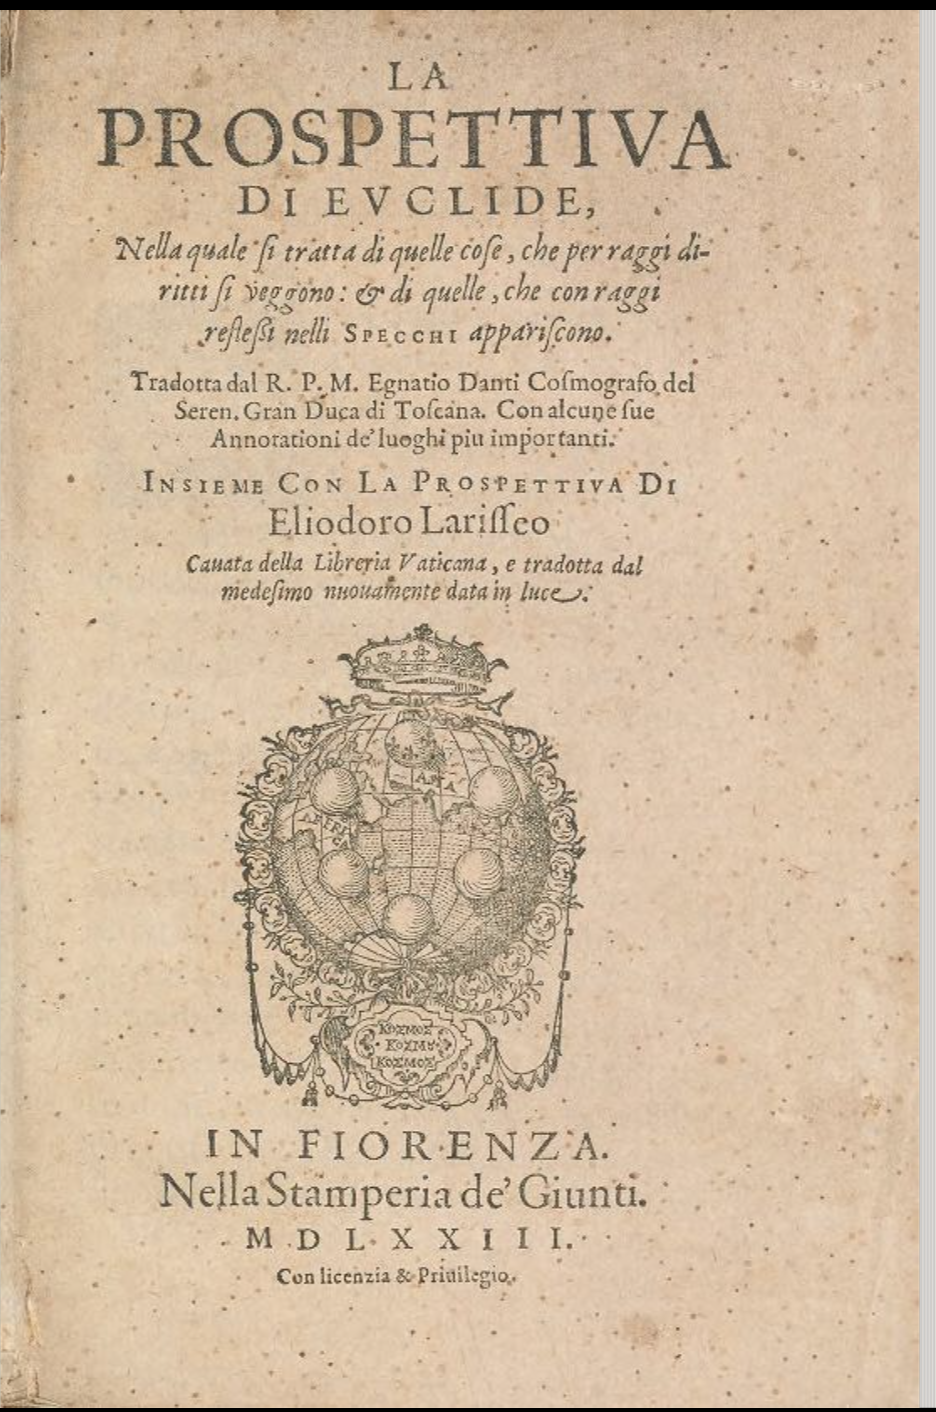 LA
PROSPETTIVA
DI EVCLIDE,
Nella quale ſi tratta di quelle coſe, che per raggi di-
ritti ſi veggono: & di quelle, che con raggi
refleſsi nelli SPECCHI appariſcono.
Tradotta dal R. P. M. Egnatio Danti Coſmografo del
Seren. Gran Duca di Toſcana. Con alcune ſue
Annotationi de' luoghi piu importanti.
INSIEME CON LA PROSPETTIVA DI
Eliodoro Lariſſeo
Cauata della Libreria Vaticana, e tradotta dal
medeſimo nuouamente data in luce.
ΚΟΣΜΟΣ
ΚΟΣΜȢ
ΚΟΣΜΟΣ
IN FIORENZA.
Nella Stamperia de' Giunti.
M D L X X I I I.
Con licenzia & Priuilegio.